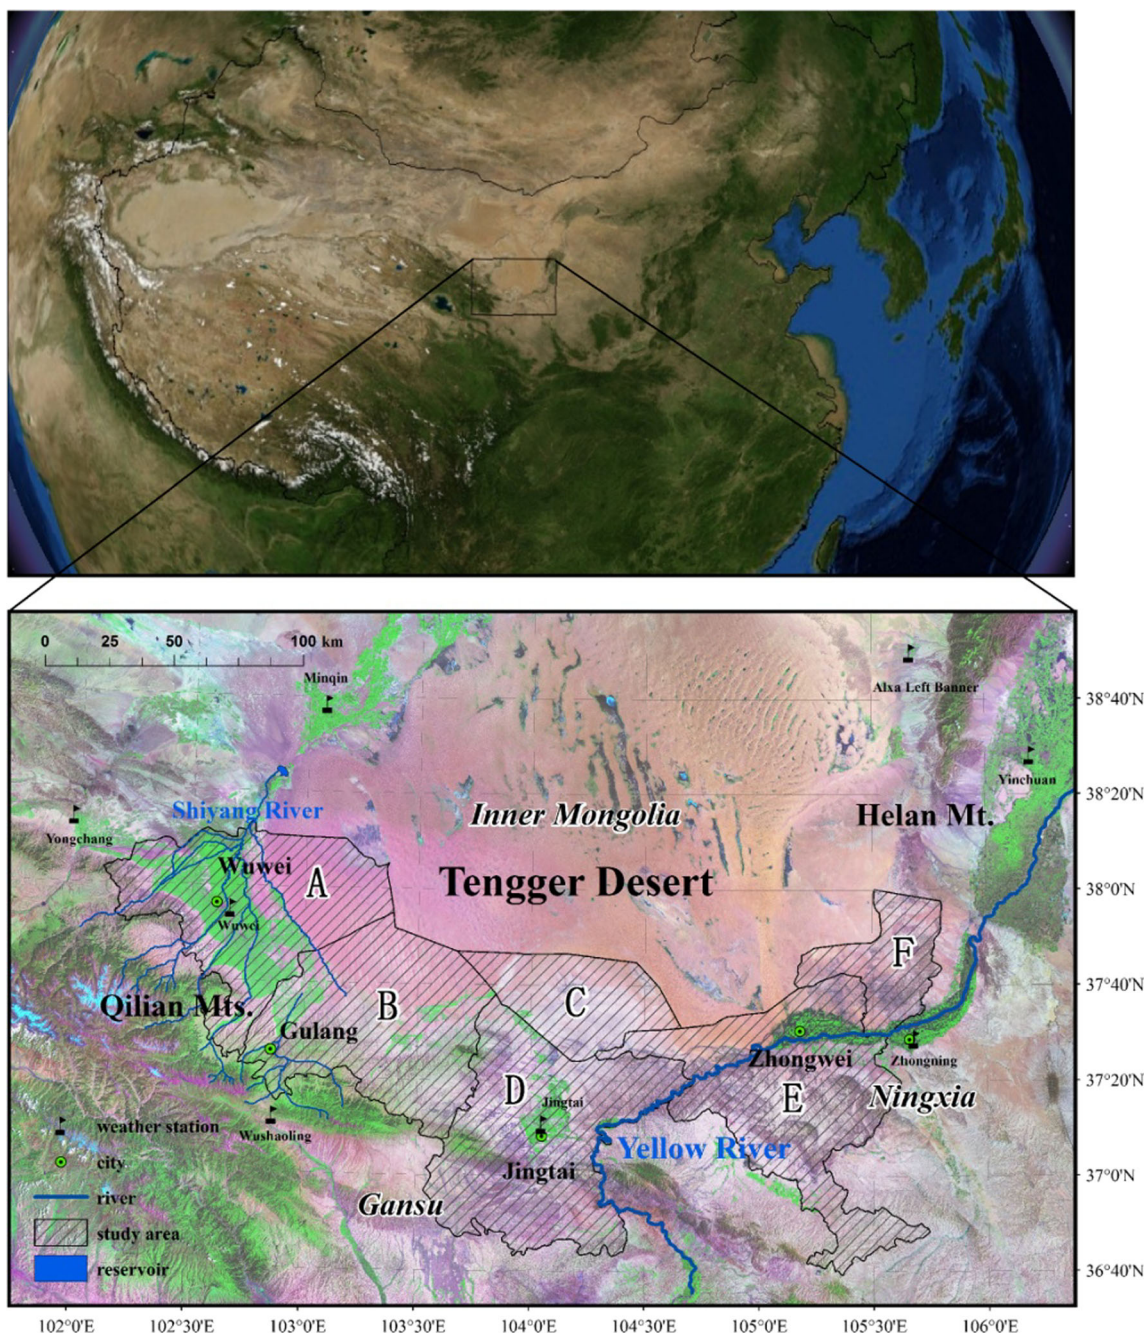 0 25 50 100 km
Minqin
Alxa Left Banner
38°40'N
Yinchuan
38°20'N
Shiyang River
Inner Mongolia
Helan Mt.
Yongchang
Wuwei
A
Tengger Desert
38°0'N
Wuwei
F
37°40'N
Qilian Mts.
B
C
Gulang
Zhongwei
Zhongning
37°20'N
D
Jingtai
E
Ningxia
weather station
Wushaoling
Yellow River
city
Jingtai
37°0'N
river
Gansu
study area
reservoir
36°40'N
102°0'E 102°30'E 103°0'E 103°30'E 104°0'E 104°30'E 105°0'E 105°30'E 106°0'E